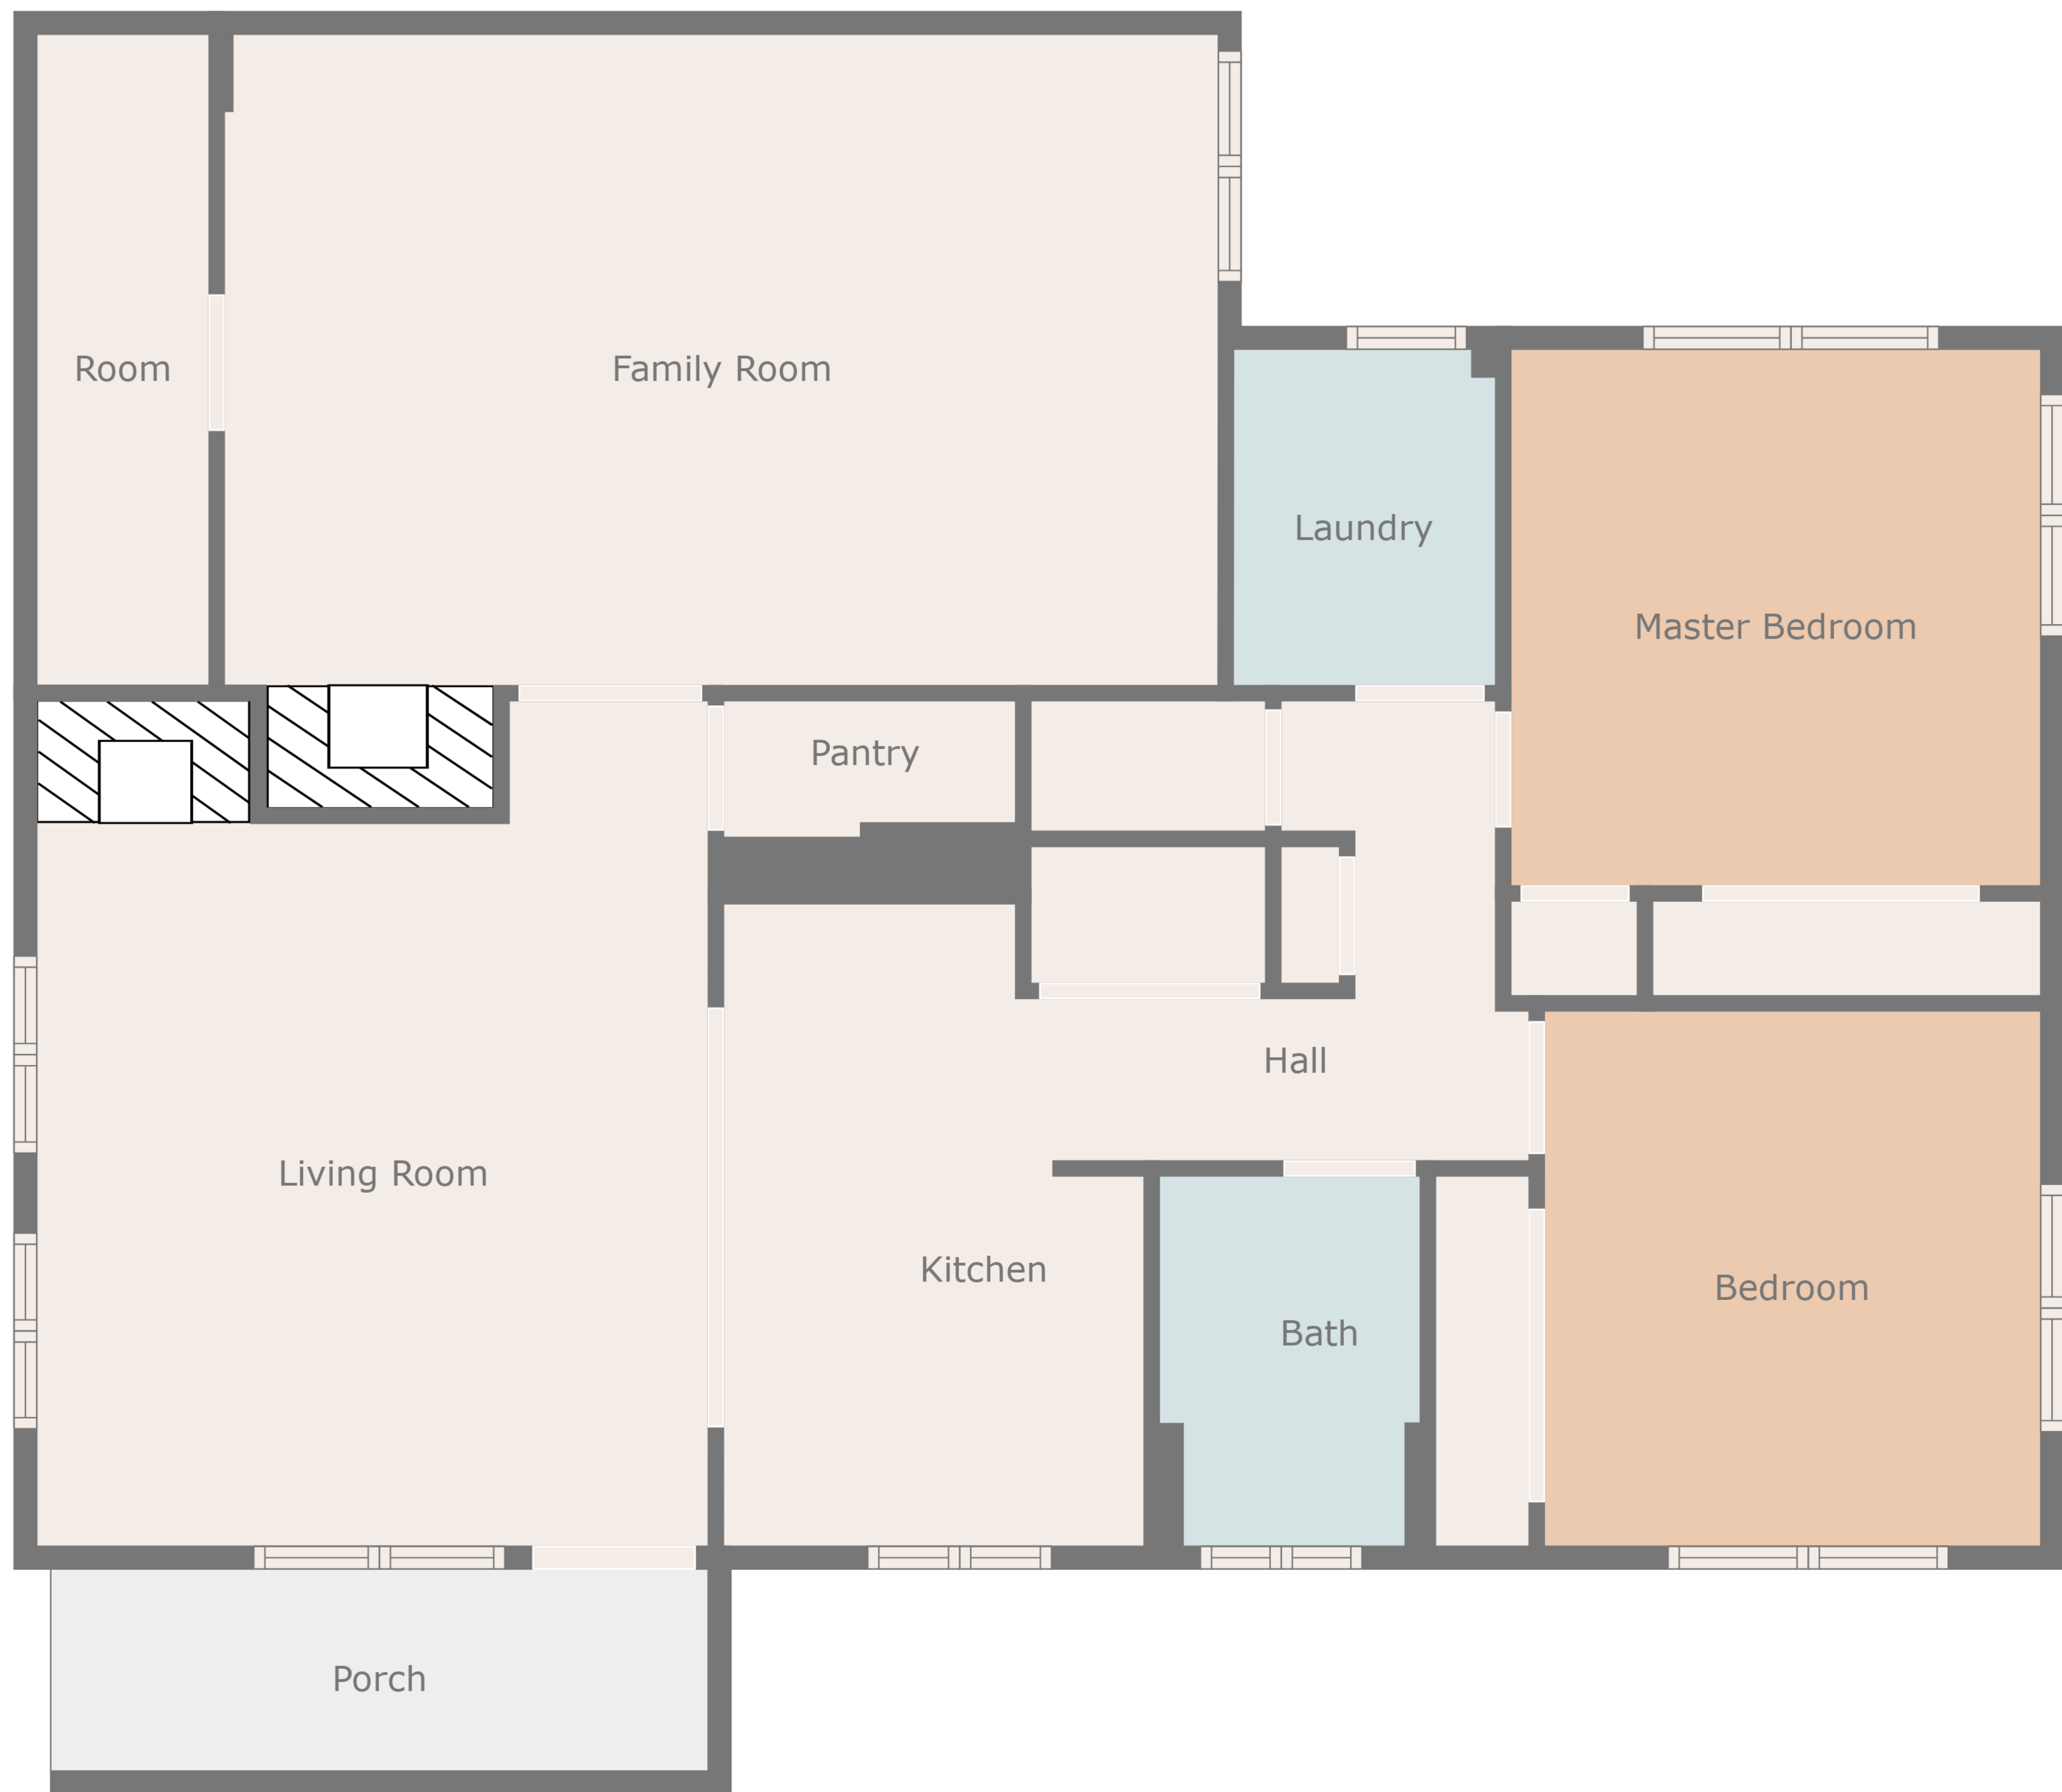 Room
Family Room
Laundry
Master Bedroom
Pantry
Hall
Living Room
Kitchen
Bedroom
Bath
Porch